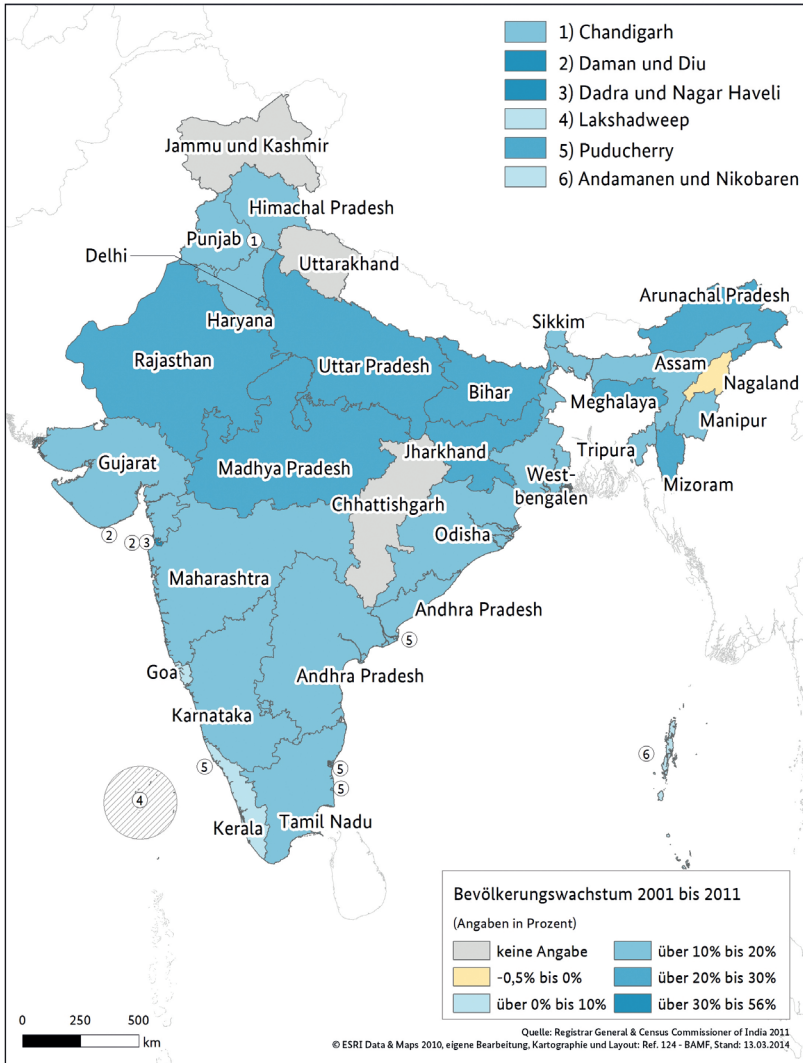 1) Chandigarh
2) Daman und Diu
3) Dadra und Nagar Haveli
4) Lakshadweep
5) Puducherry
6) Andamanen und Nikobaren
Jammu und Kashmir
Himachal Pradesh
Punjab
1
Delhi
Uttarakhand
Haryana
Arunachal Pradesh
Sikkim
Rajasthan
Uttar Pradesh
Assam
Bihar
Nagaland
Meghalaya
Manipur
Gujarat
Jharkhand
Tripura
Madhya Pradesh
West-
bengalen
Mizoram
Chhattishgarh
2
2
3
Odisha
Maharashtra
Andhra Pradesh
5
Goa
Andhra Pradesh
Karnataka
6
5
5
5
4
Kerala
Tamil Nadu
Bevölkerungswachstum 2001 bis 2011
(Angaben in Prozent)
keine Angabe
über 10% bis 20%
-0,5% bis 0%
über 20% bis 30%
über 0% bis 10%
über 30% bis 56%
0
250
500
km
Quelle: Registrar General & Census Commissioner of India 2011
© ESRI Data & Maps 2010, eigene Bearbeitung, Kartographie und Layout: Ref. 124 - BAMF, Stand: 13.03.2014